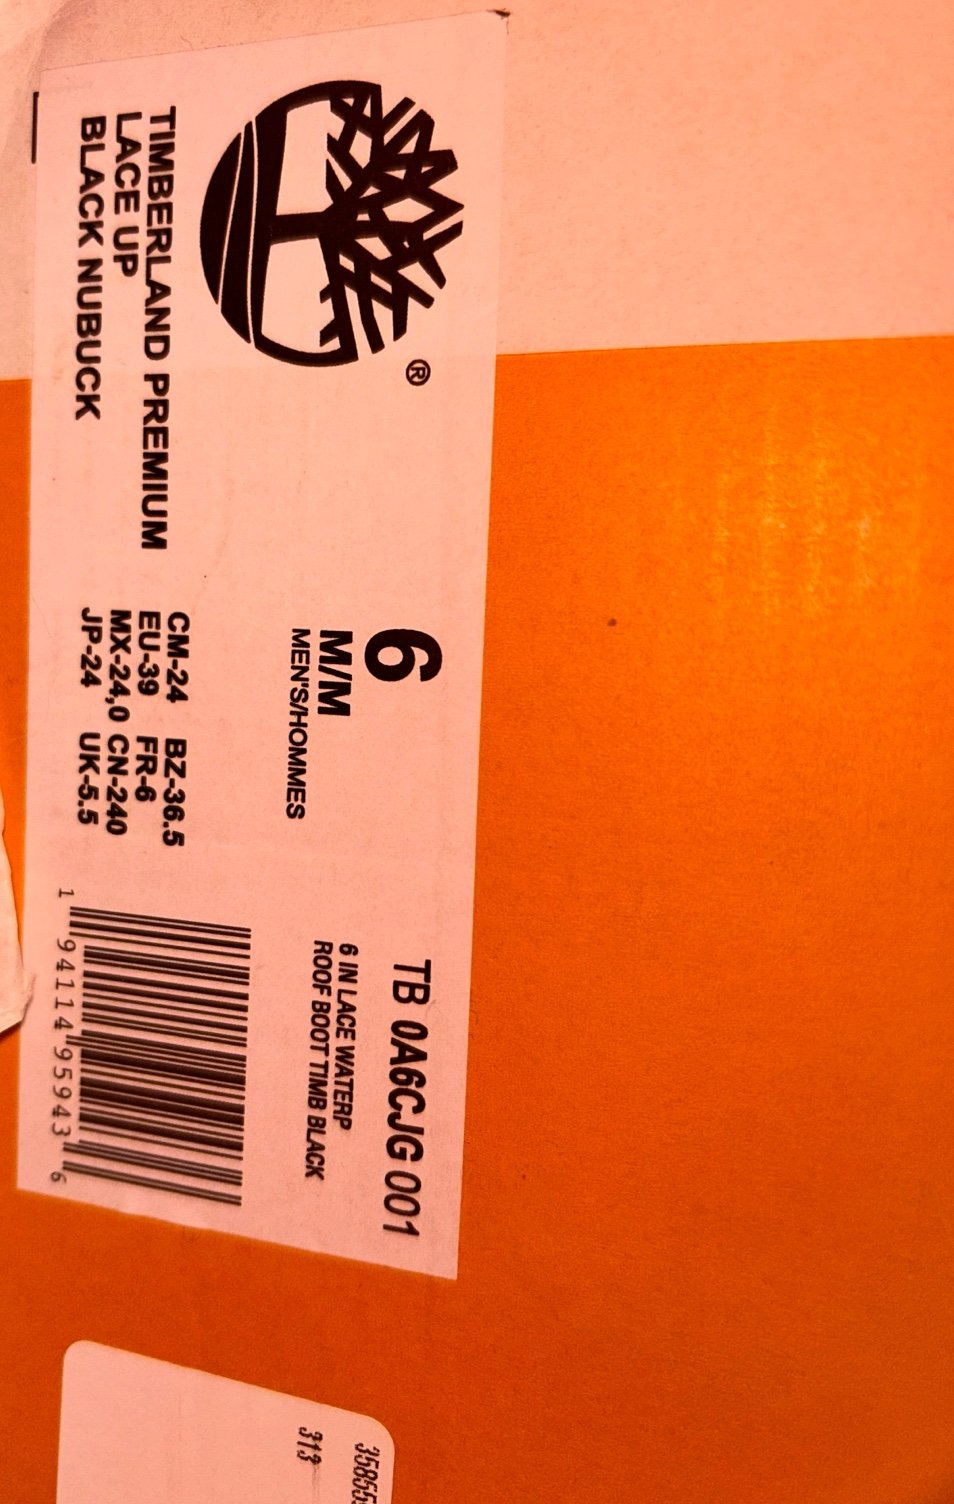 ®
TIMBERLAND PREMIUM
LACE UP
BLACK NUBUCK
6
M/M
MEN'S/HOMMES
CM-24 BZ-36.5
EU-39 FR-6
MX-24,0 CN-240
JP-24 UK-5.5
TB 0A6CJG 001
6 IN LACE WATERP
ROOF BOOT TIMB BLACK
1 94114 95943 6
313